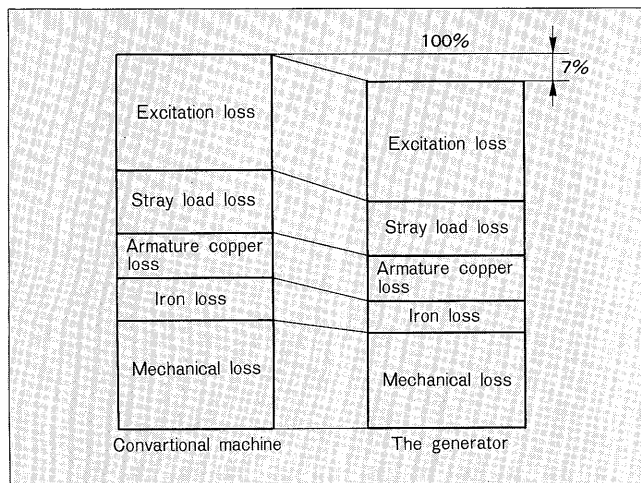 100%
7%
Excitation loss
Excitation loss
Stray load loss
Stray load loss
Armature copper
loss
Armature copper
loss
Iron loss
Iron loss
Mechanical loss
Mechanical loss
Convartional machine
The generator